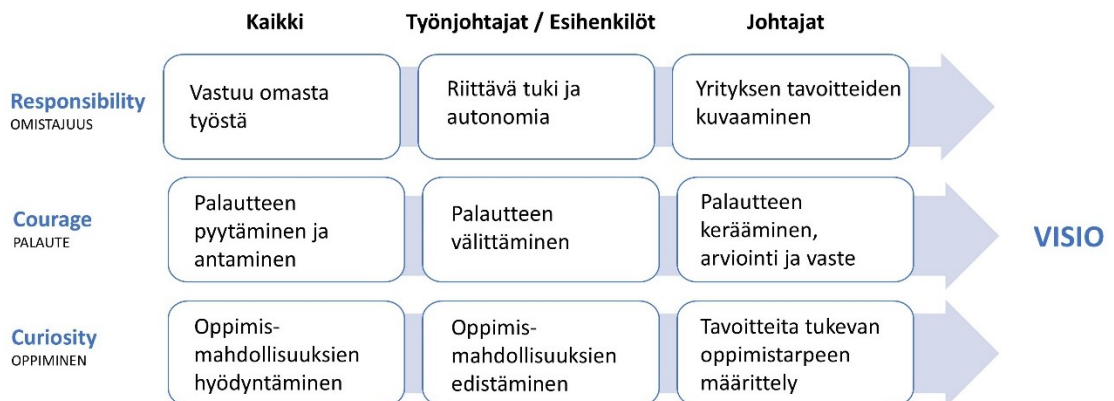 Kaikki
Työnjohtajat / Esihenkilöt
Johtajat
Responsibility
OMISTAJUUS
Vastuu omasta
työstä
Riittävä tuki ja
autonomia
Yrityksen tavoitteiden
kuvaaminen
Courage
PALAUTE
Palautteen
pyytäminen ja
antaminen
Palautteen
välittäminen
Palautteen
kerääminen,
arviointi ja vaste
VISIO
Curiosity
OPPIMINEN
Oppimis-
mahdollisuuksien
hyödyntäminen
Oppimis-
mahdollisuuksien
edistäminen
Tavoitteita tukevan
oppimistarpeen
määrittely